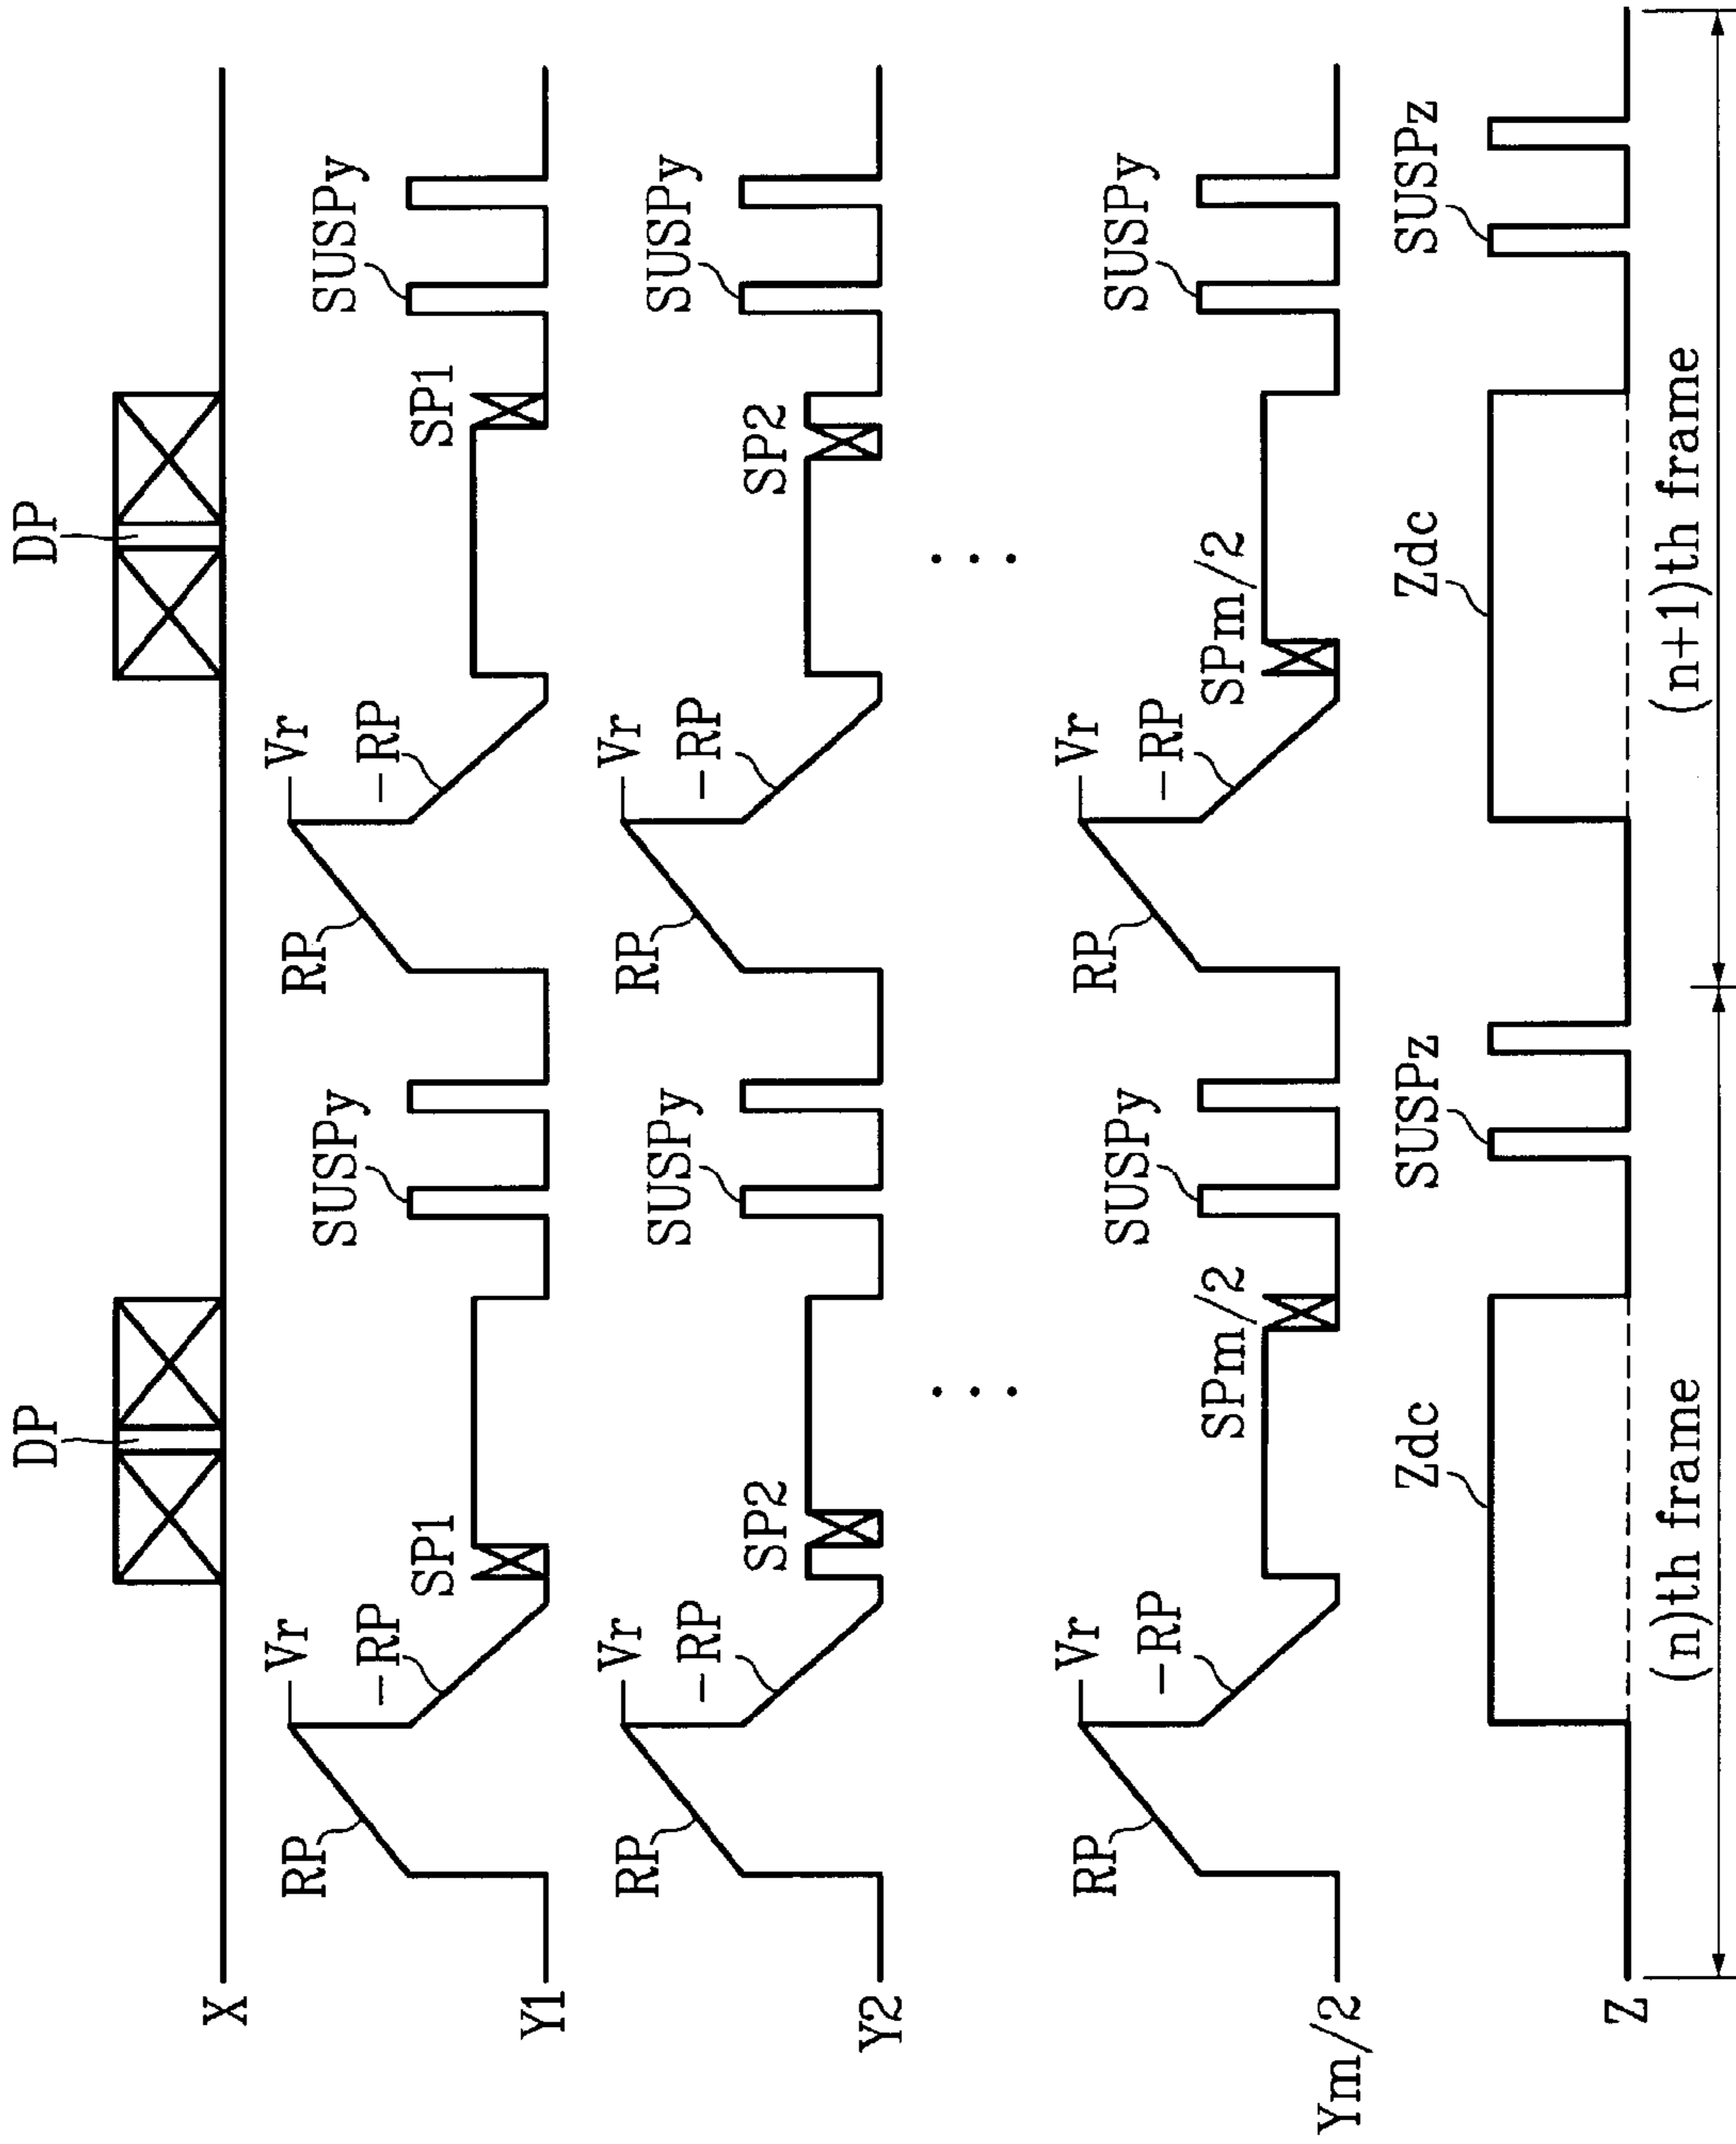 DP DP
X
Vr Vr
RP -RP SP1 SUSPy RP -RP SP1 SUSPy
Y1
Vr Vr
RP -RP SP2 SUSPy RP -RP SP2 SUSPy
Y2
... ...
Vr Vr
RP -RP SPm/2 SUSPy RP -RP SPm/2 SUSPy
Ym/2
Zdc SUSPz Zdc SUSPz
Z
(n)th frame (n+1)th frame